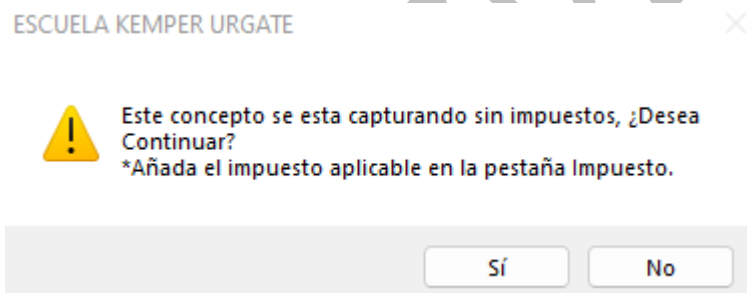 ESCUELA KEMPER URGATE
Este concepto se esta capturando sin impuestos, ¿Desea
Continuar?
*Añada el impuesto aplicable en la pestaña Impuesto.
Sí
No